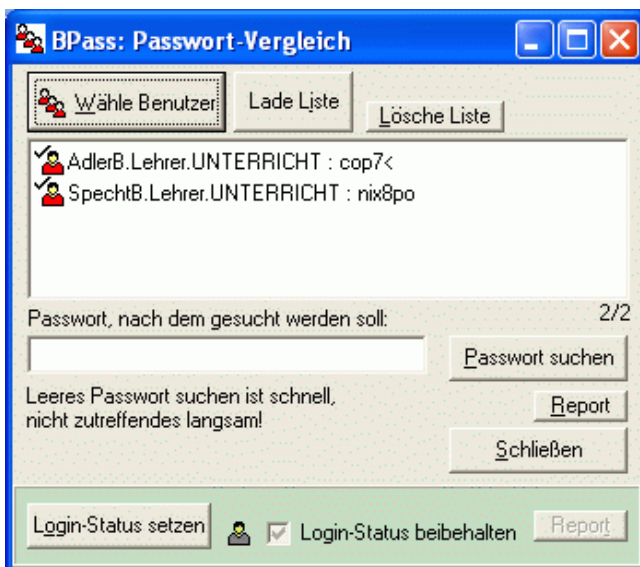 BPass: Passwort-Vergleich
Wähle Benutzer Lade Liste Lösche Liste
AdlerB.Lehrer.UNTERRICHT : cop7<
SpechtB.Lehrer.UNTERRICHT : nix8po
2/2
Passwort, nach dem gesucht werden soll:
Passwort suchen
Leeres Passwort suchen ist schnell,
nicht zutreffendes langsam!
Report
Schließen
Login-Status setzen Login-Status beibehalten Report